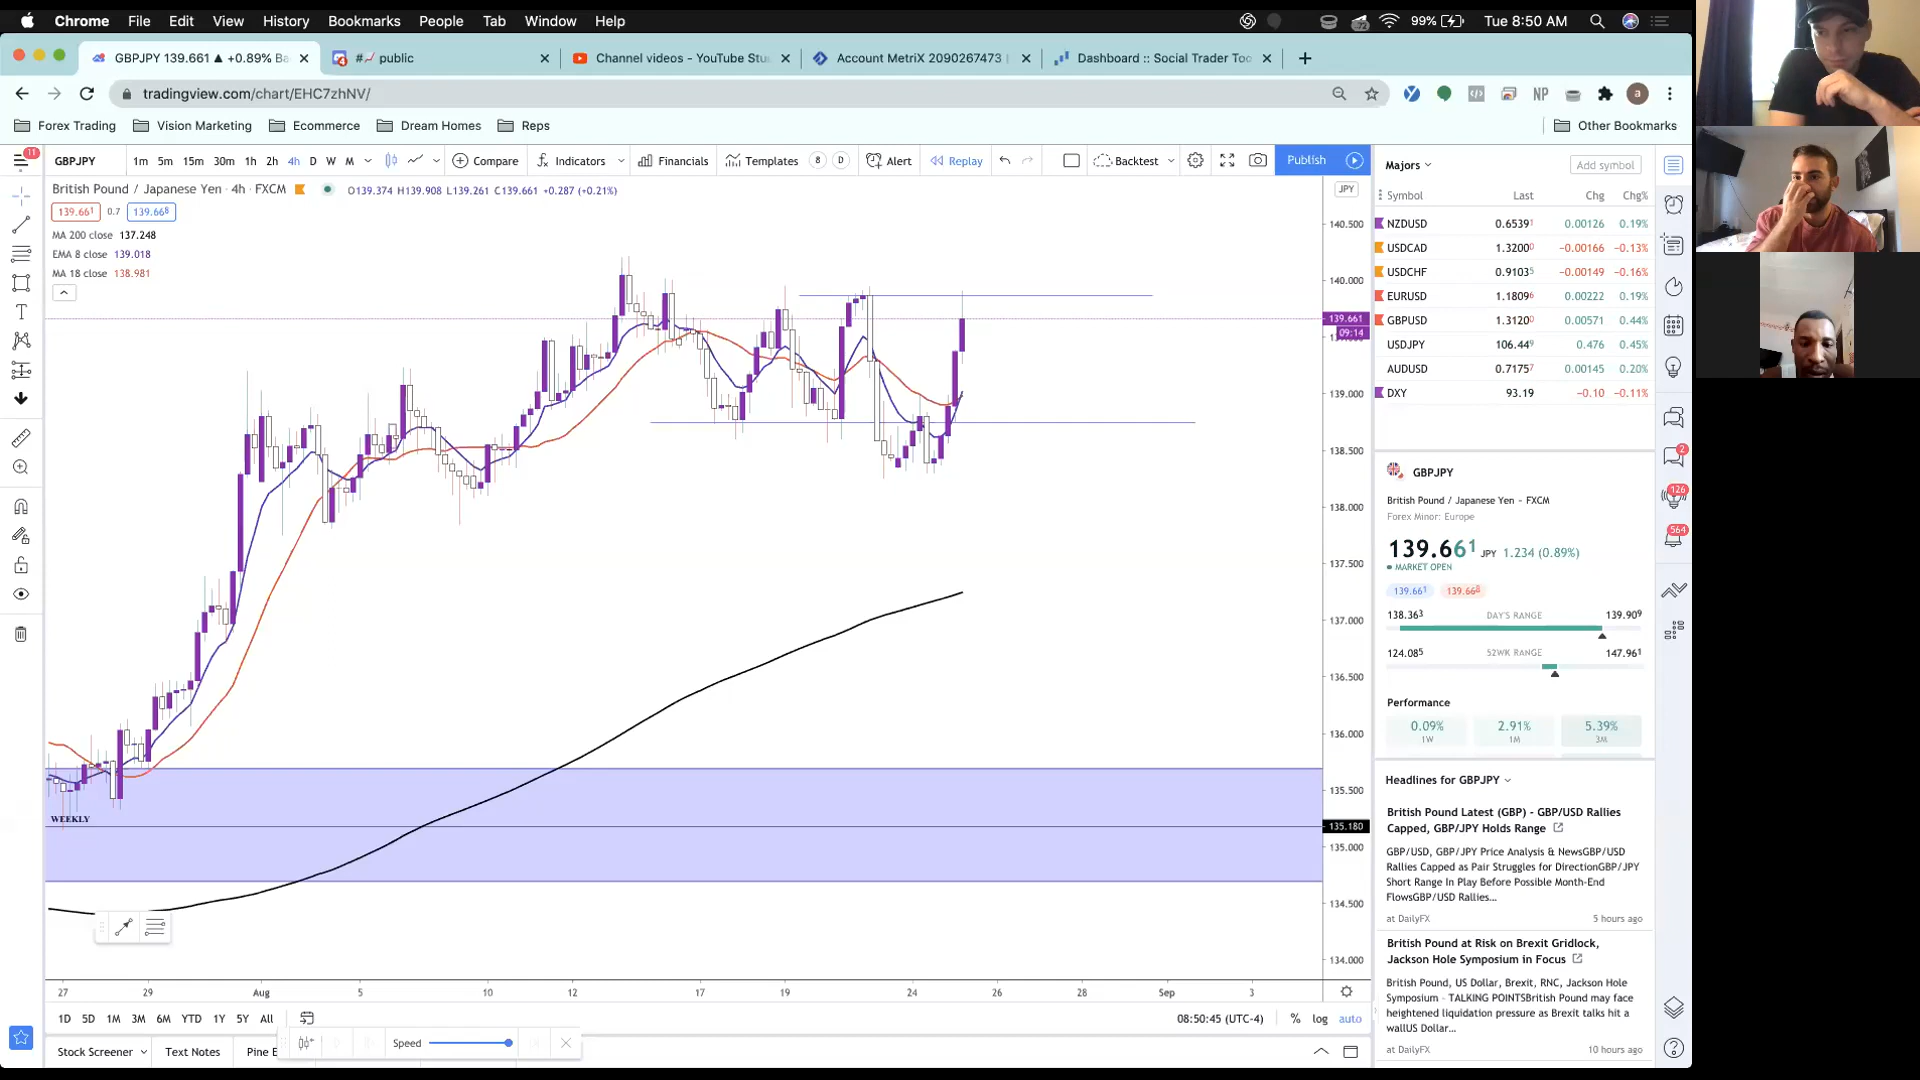 Chrome File Edit View History Bookmarks People Tab Window Help 72 99% Tue 8:50 AM
GBPJPY 139.661 ▲ +0.89% Ba # public Channel videos - YouTube Stu Account MetriX 2090267473 | Dashboard :: Social Trader Too
tradingview.com/chart/EHC7zhNV/ NP a
Forex Trading Vision Marketing Ecommerce Dream Homes Reps Other Bookmarks
11 GBPJPY 1m 5m 15m 30m 1h 2h 4h D W M Compare Indicators Financials Templates 8 D Alert Replay Backtest Publish
British Pound / Japanese Yen · 4h · FXCM O139.374 H139.908 L139.261 C139.661 +0.287 (+0.21%)
139.661 0.7 139.668
MA 200 close 137.248
EMA 8 close 139.018
MA 18 close 138.981
JPY
140.500
140.000
139.661
09:14
139.000
138.500
138.000
137.500
137.000
136.500
136.000
135.500
135.180
135.000
134.500
134.000
WEEKLY
27 29 Aug 5 10 12 17 19 24 26 28 Sep 3
1D 5D 1M 3M 6M YTD 1Y 5Y All 08:50:45 (UTC-4) % log auto
Speed
Stock Screener Text Notes Pine E
Majors Add symbol
Symbol Last Chg Chg%
NZDUSD 0.65391 0.00126 0.19%
USDCAD 1.32000 −0.00166 −0.13%
USDCHF 0.91035 −0.00149 −0.16%
EURUSD 1.18096 0.00222 0.19%
GBPUSD 1.31200 0.00571 0.44%
USDJPY 106.449 0.476 0.45%
AUDUSD 0.71757 0.00145 0.20%
DXY 93.19 −0.10 −0.11%
GBPJPY
British Pound / Japanese Yen - FXCM
Forex Minor: Europe
139.661 JPY 1.234 (0.89%)
MARKET OPEN
139.661 139.668
138.363 DAY'S RANGE 139.909
124.085 52WK RANGE 147.961
Performance
0.09% 2.91% 5.39%
1W 1M 3M
Headlines for GBPJPY
British Pound Latest (GBP) - GBP/USD Rallies
Capped, GBP/JPY Holds Range
GBP/USD, GBP/JPY Price Analysis & NewsGBP/USD
Rallies Capped as Pair Struggles for DirectionGBP/JPY
Short Range In Play Before Possible Month-End
FlowsGBP/USD Rallies...
at DailyFX 5 hours ago
British Pound at Risk on Brexit Gridlock,
Jackson Hole Symposium in Focus
British Pound, US Dollar, Brexit, RNC, Jackson Hole
Symposium - TALKING POINTSBritish Pound may face
heightened liquidation pressure as Brexit talks hit a
wallUS Dollar...
at DailyFX 10 hours ago
2
126
564